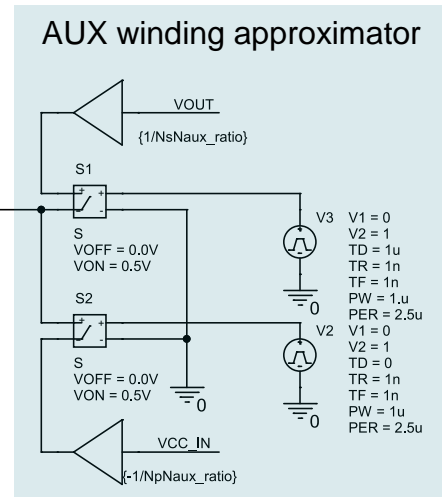 AUX winding approximator
VOUT
{1/NsNaux_ratio}
S1
+ +
- -
S
VOFF = 0.0V
VON = 0.5V
V3
V1 = 0
V2 = 1
TD = 1u
TR = 1n
TF = 1n
PW = 1.u
PER = 2.5u
0
S2
+ +
- -
S
VOFF = 0.0V
VON = 0.5V
0
V2
V1 = 0
V2 = 1
TD = 0
TR = 1n
TF = 1n
PW = 1u
PER = 2.5u
0
VCC_IN
{-1/NpNaux_ratio}